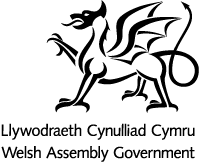 Llywodraeth Cynulliad Cymru
Welsh Assembly Government